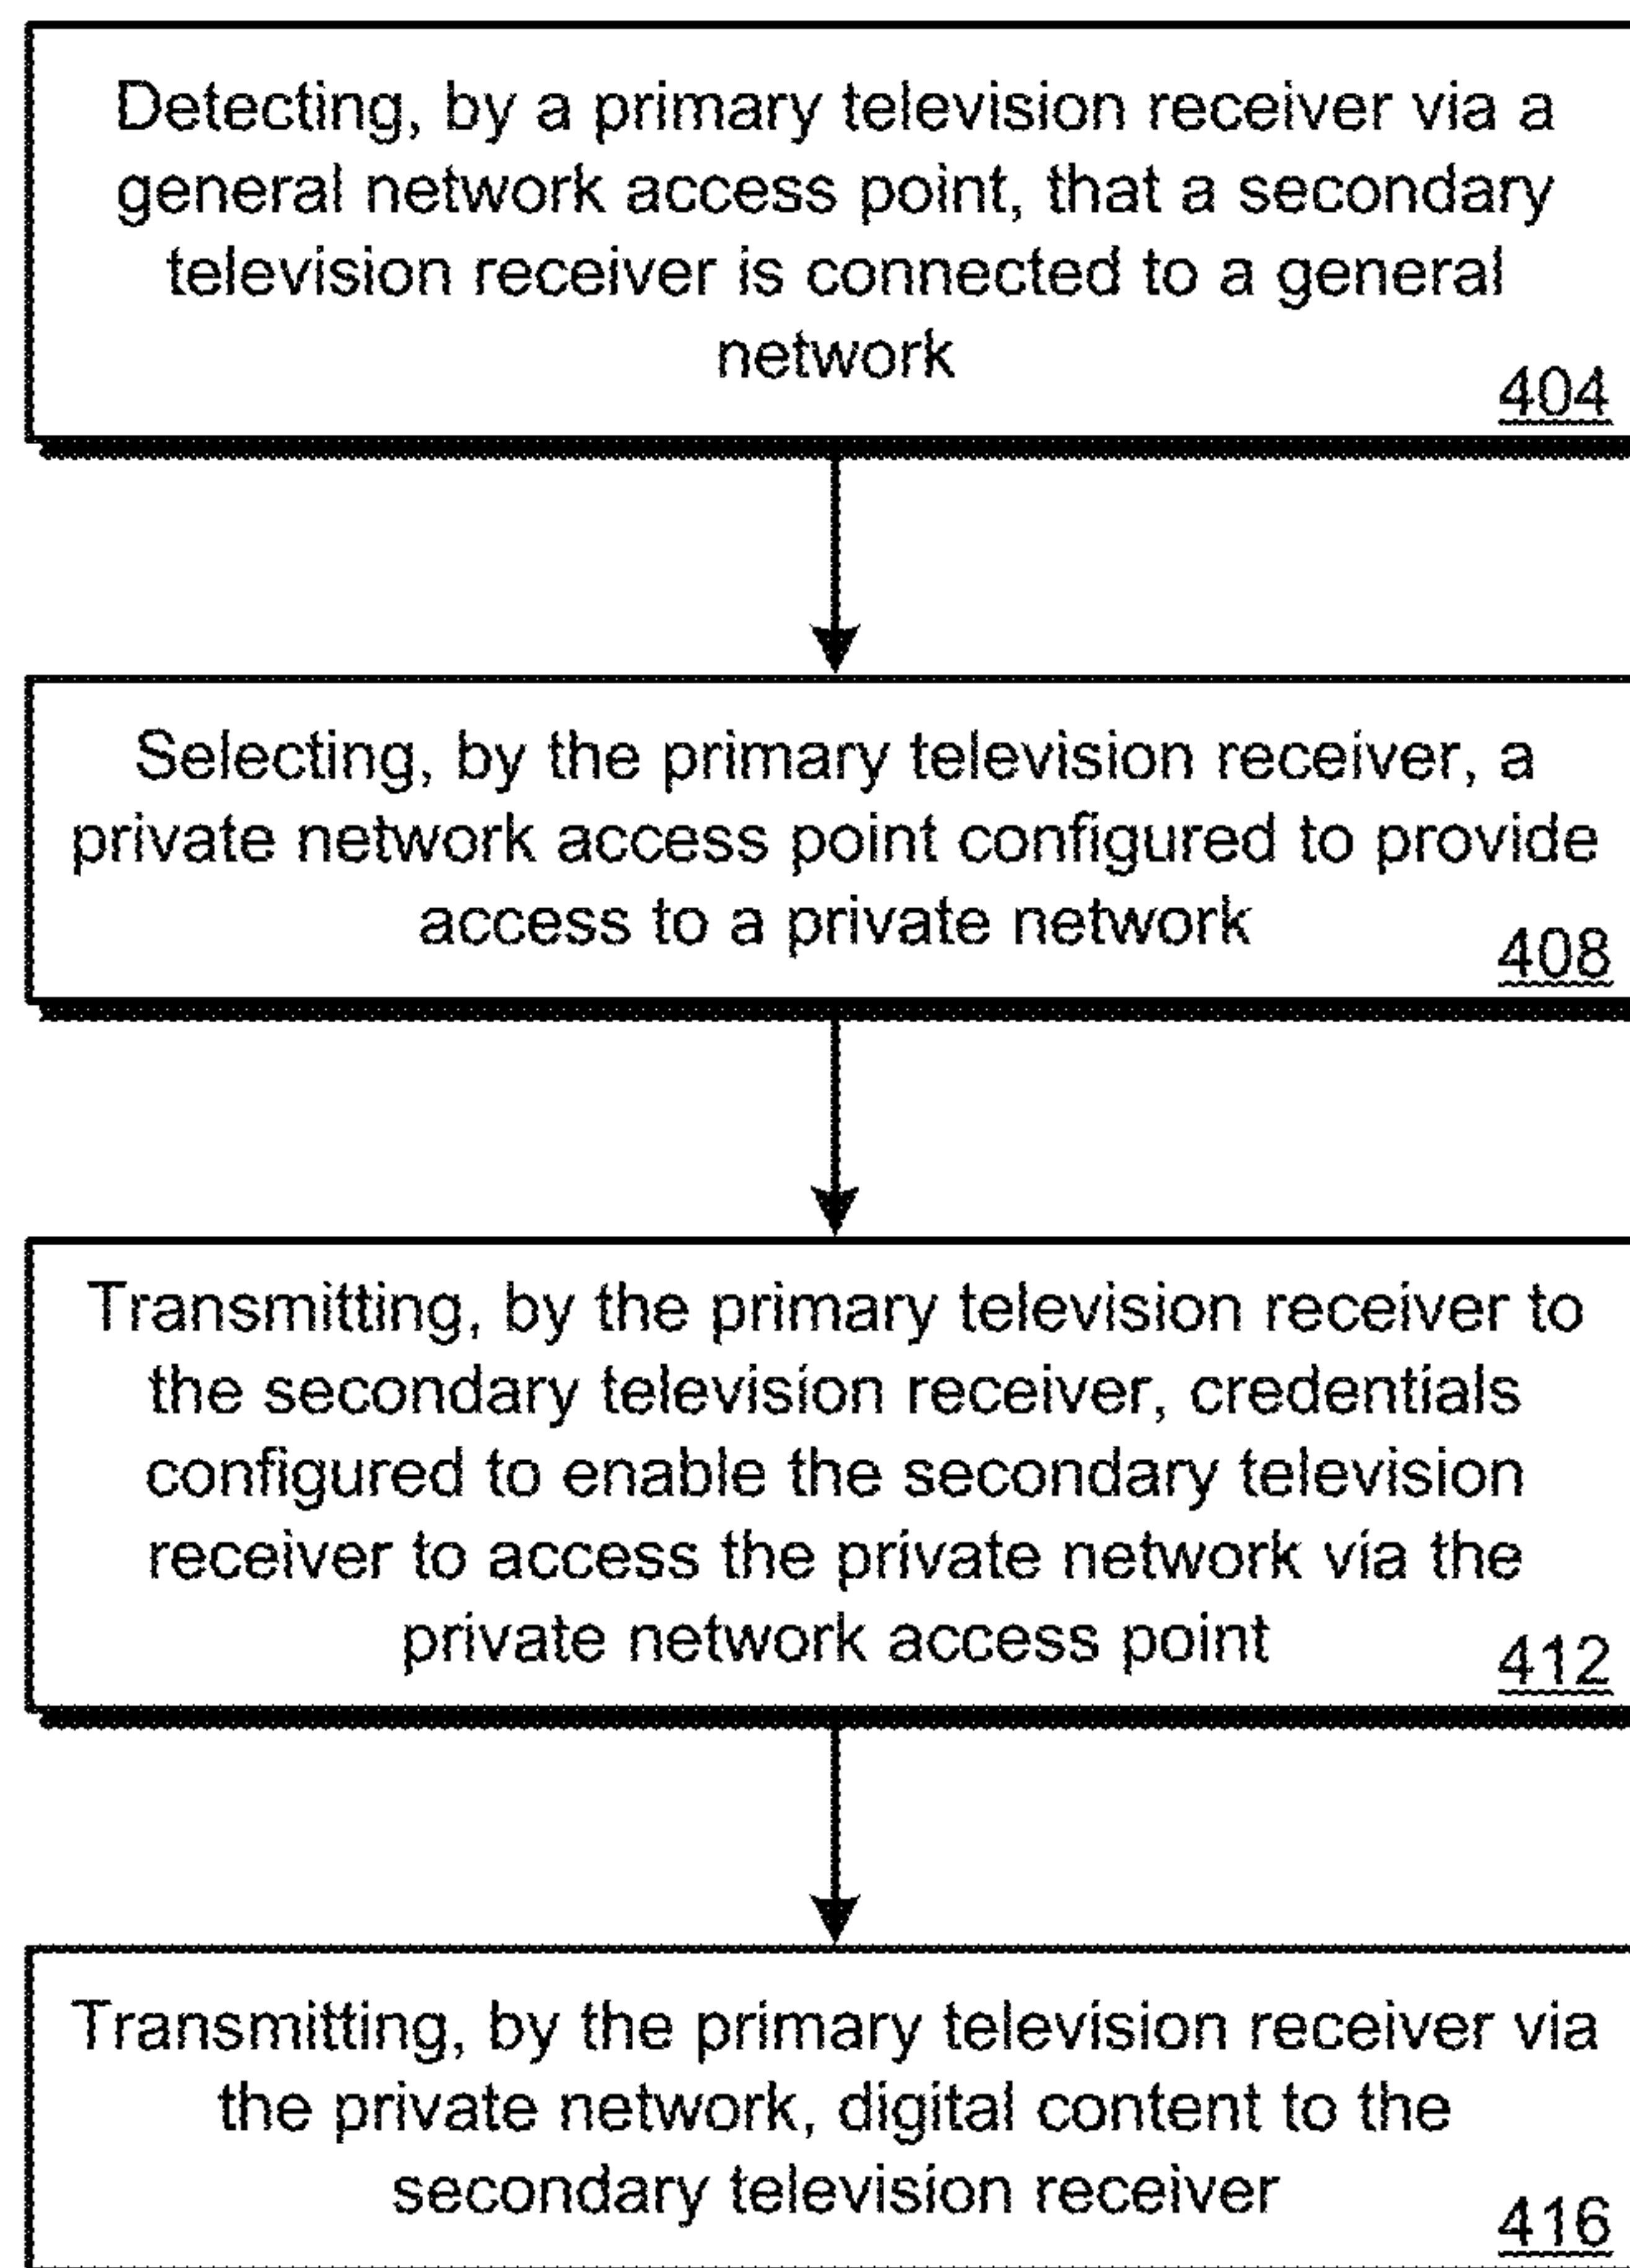 Detecting, by a primary television receiver via a
general network access point, that a secondary
television receiver is connected to a general
network
404
Selecting, by the primary television receiver, a
private network access point configured to provide
access to a private network
408
Transmitting, by the primary television receiver to
the secondary television receiver, credentials
configured to enable the secondary television
receiver to access the private network via the
private network access point
412
Transmitting, by the primary television receiver via
the private network, digital content to the
secondary television receiver
416